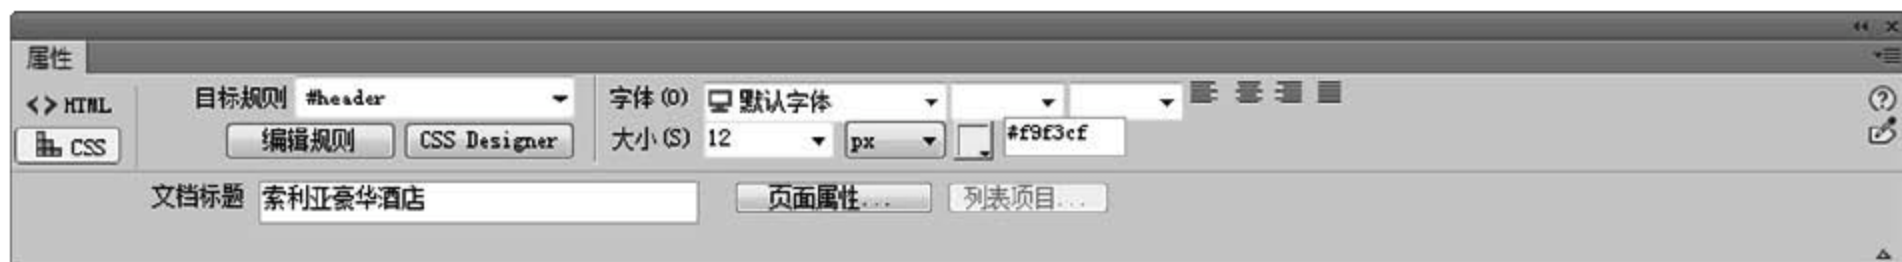 属性
<> HTML 目标规则 #header 字体(O) 默认字体
CSS 编辑规则 CSS Designer 大小(S) 12 px #f9f3cf
文档标题 索利亚豪华酒店 页面属性... 列表项目...